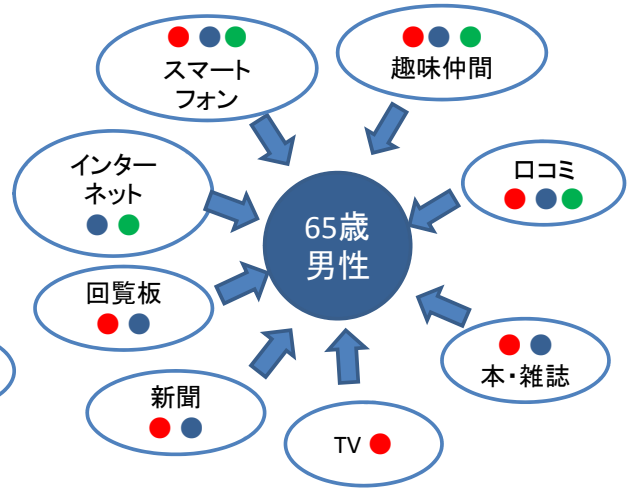 スマート
フォン
趣味仲間
インター
ネット
口コミ
65歳
男性
回覧板
本・雑誌
新聞
TV